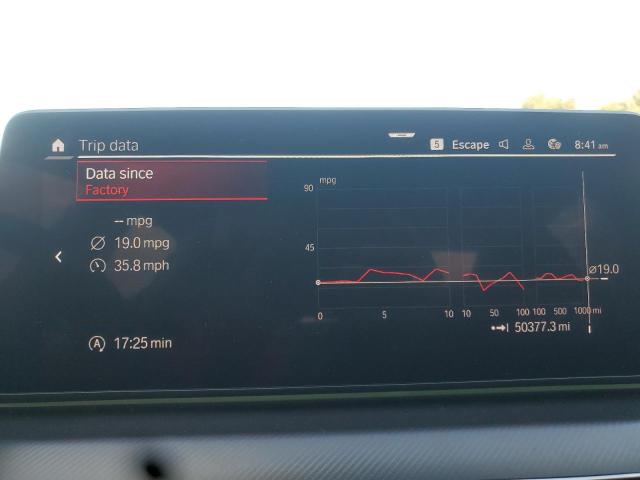 Trip data
5 Escape 8:41 am
Data since
Factory
-- mpg
Ø 19.0 mpg
35.8 mph
17:25 min
mpg
90
45
Ø19.0
0 5 10 10 50 100 100 500 1000 mi
50377.3 mi